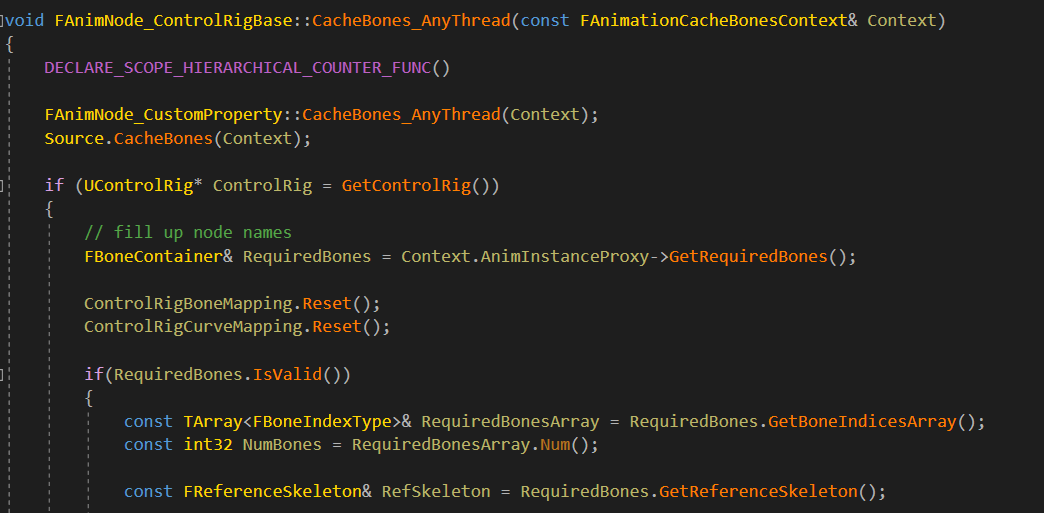 void FAnimNode_ControlRigBase::CacheBones_AnyThread(const FAnimationCacheBonesContext& Context)
{
DECLARE_SCOPE_HIERARCHICAL_COUNTER_FUNC()
FAnimNode_CustomProperty::CacheBones_AnyThread(Context);
Source.CacheBones(Context);
if (UControlRig* ControlRig = GetControlRig())
{
// fill up node names
FBoneContainer& RequiredBones = Context.AnimInstanceProxy->GetRequiredBones();
ControlRigBoneMapping.Reset();
ControlRigCurveMapping.Reset();
if(RequiredBones.IsValid())
{
const TArray<FBoneIndexType>& RequiredBonesArray = RequiredBones.GetBoneIndicesArray();
const int32 NumBones = RequiredBonesArray.Num();
const FReferenceSkeleton& RefSkeleton = RequiredBones.GetReferenceSkeleton();